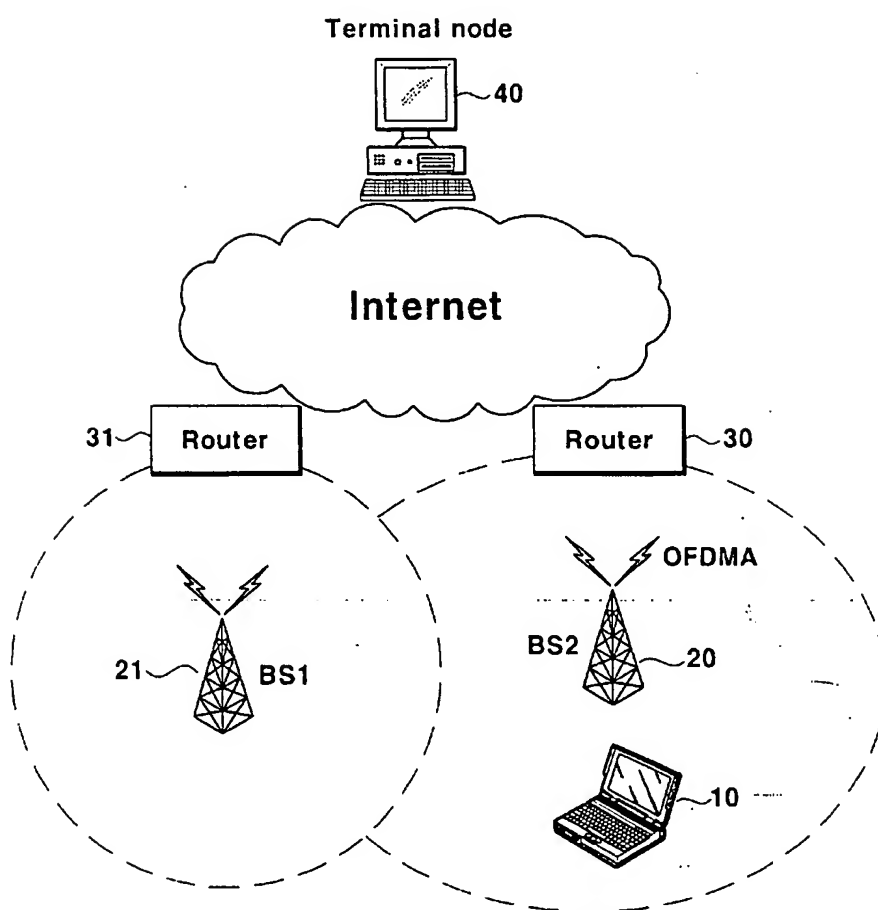 Terminal node
40
Internet
31
Router
Router
30
OFDMA
21
BS1
BS2
20
10